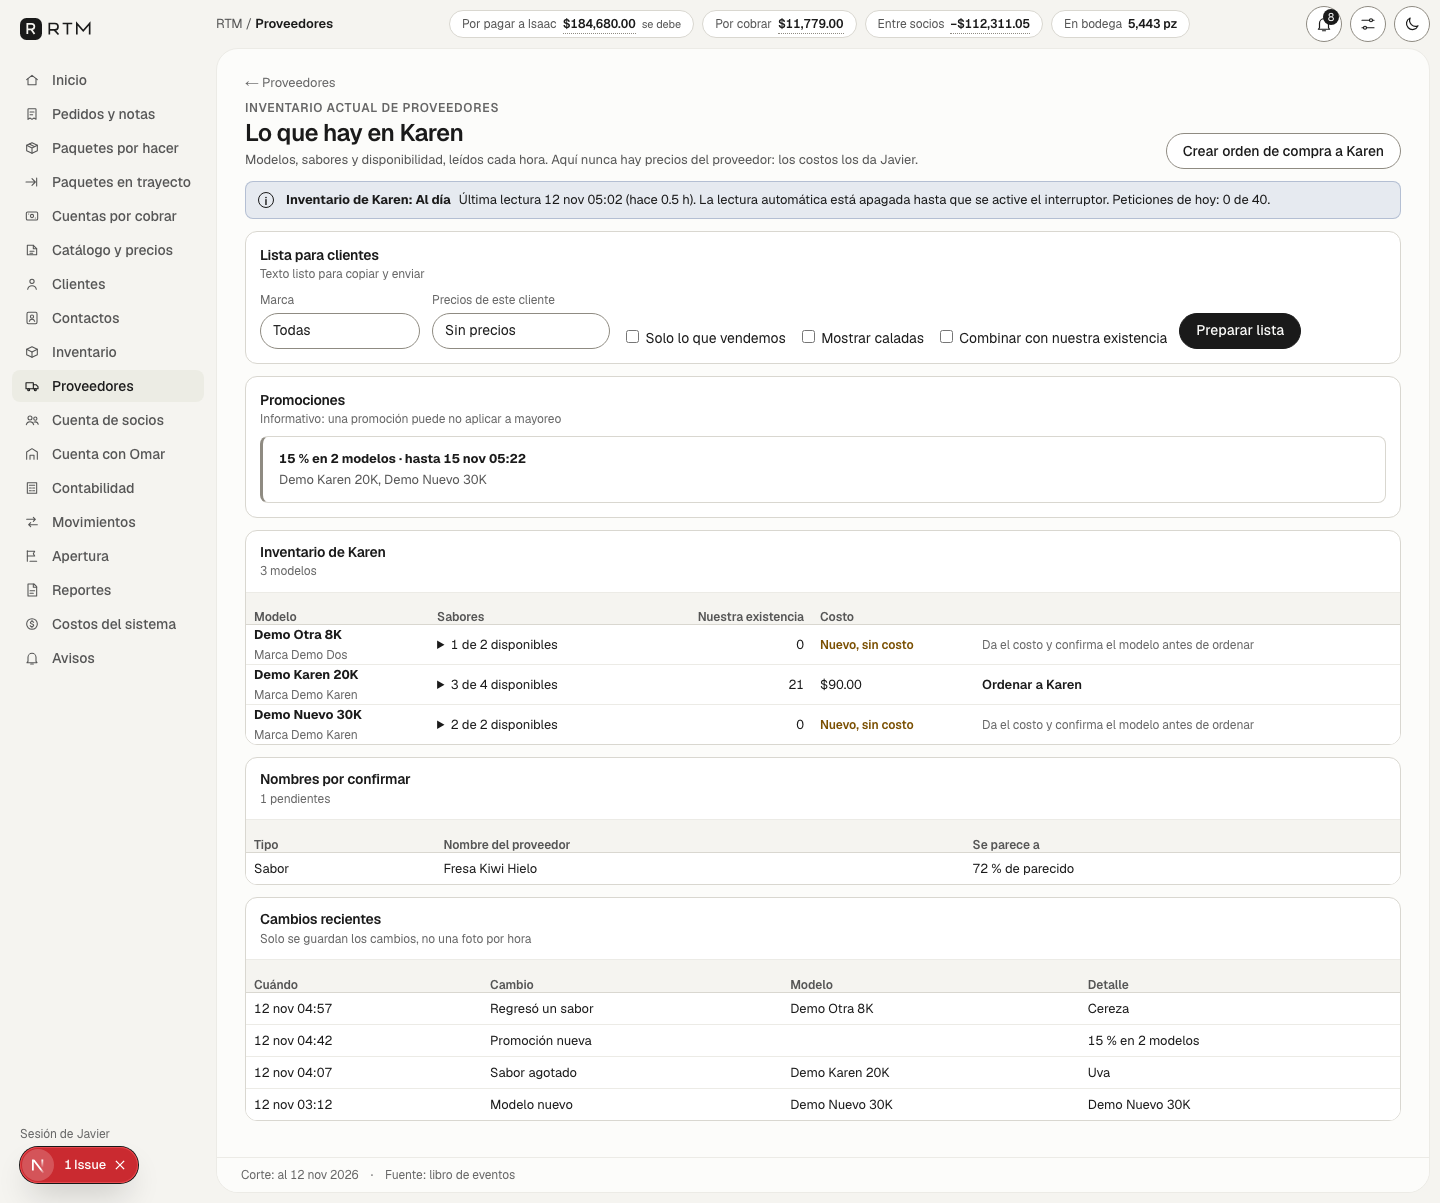 RTM
RTM / Proveedores
Por pagar a Isaac $184,680.00 se debe
Por cobrar $11,779.00
Entre socios −$112,311.05
En bodega 5,443 pz
8
Inicio
Pedidos y notas
Paquetes por hacer
Paquetes en trayecto
Cuentas por cobrar
Catálogo y precios
Clientes
Contactos
Inventario
Proveedores
Cuenta de socios
Cuenta con Omar
Contabilidad
Movimientos
Apertura
Reportes
Costos del sistema
Avisos
Sesión de Javier
1 Issue
← Proveedores
INVENTARIO ACTUAL DE PROVEEDORES
Lo que hay en Karen
Modelos, sabores y disponibilidad, leídos cada hora. Aquí nunca hay precios del proveedor: los costos los da Javier.
Crear orden de compra a Karen
Inventario de Karen: Al día Última lectura 12 nov 05:02 (hace 0.5 h). La lectura automática está apagada hasta que se active el interruptor. Peticiones de hoy: 0 de 40.
Lista para clientes
Texto listo para copiar y enviar
Marca
Precios de este cliente
Todas
Sin precios
Solo lo que vendemos
Mostrar caladas
Combinar con nuestra existencia
Preparar lista
Promociones
Informativo: una promoción puede no aplicar a mayoreo
15 % en 2 modelos · hasta 15 nov 05:22
Demo Karen 20K, Demo Nuevo 30K
Inventario de Karen
3 modelos
Modelo Sabores Nuestra existencia Costo
Demo Otra 8K
Marca Demo Dos
1 de 2 disponibles 0 Nuevo, sin costo Da el costo y confirma el modelo antes de ordenar
Demo Karen 20K
Marca Demo Karen
3 de 4 disponibles 21 $90.00 Ordenar a Karen
Demo Nuevo 30K
Marca Demo Karen
2 de 2 disponibles 0 Nuevo, sin costo Da el costo y confirma el modelo antes de ordenar
Nombres por confirmar
1 pendientes
Tipo Nombre del proveedor Se parece a
Sabor Fresa Kiwi Hielo 72 % de parecido
Cambios recientes
Solo se guardan los cambios, no una foto por hora
Cuándo Cambio Modelo Detalle
12 nov 04:57 Regresó un sabor Demo Otra 8K Cereza
12 nov 04:42 Promoción nueva 15 % en 2 modelos
12 nov 04:07 Sabor agotado Demo Karen 20K Uva
12 nov 03:12 Modelo nuevo Demo Nuevo 30K Demo Nuevo 30K
Corte: al 12 nov 2026 · Fuente: libro de eventos